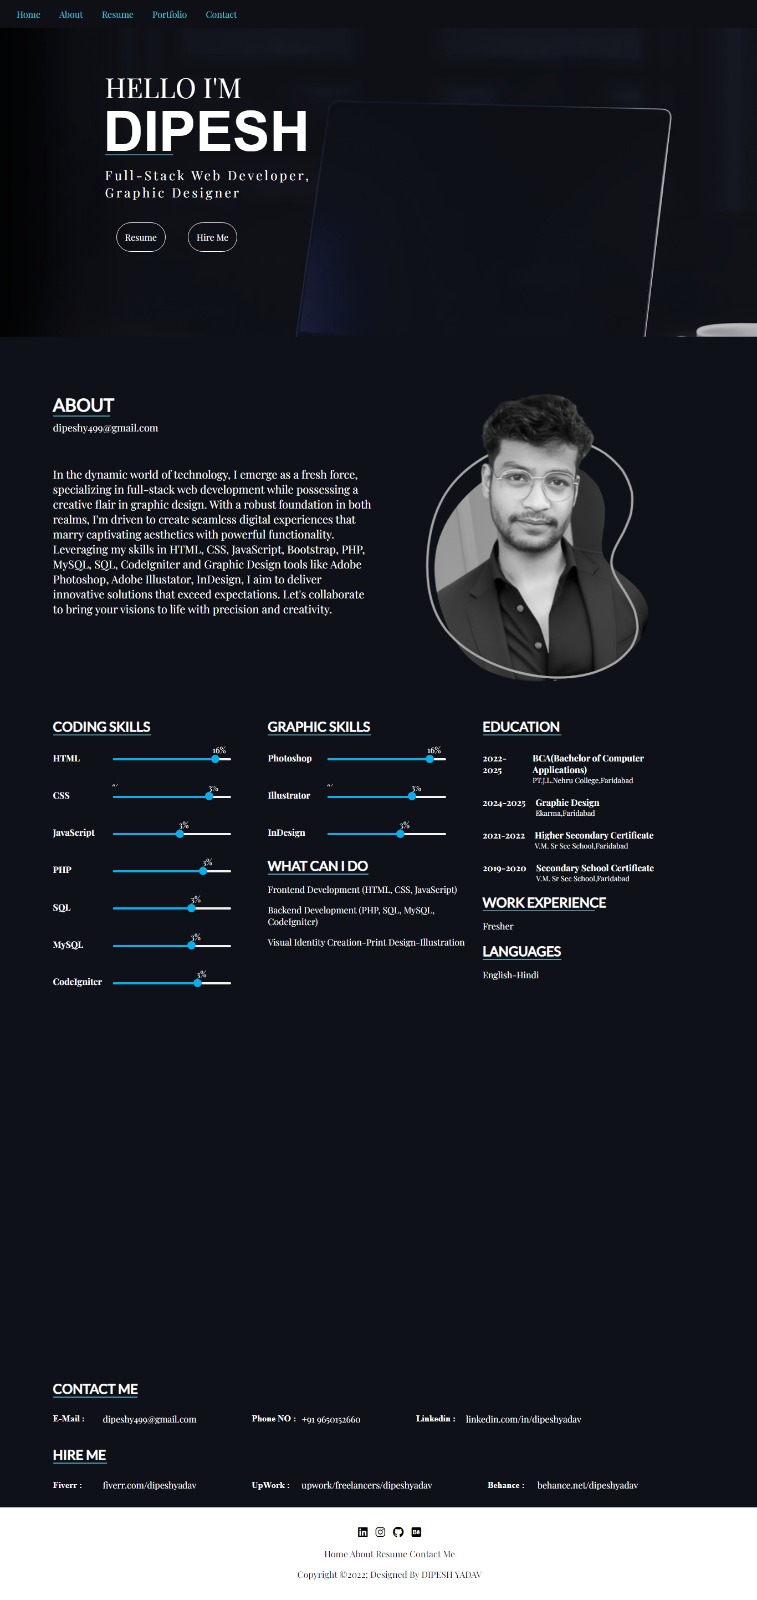 Home About Resume Portfolio Contact
HELLO I'M
DIPESH
Full-Stack Web Developer,
Graphic Designer
Resume Hire Me
ABOUT
dipeshy499@gmail.com
In the dynamic world of technology, I emerge as a fresh force,
specializing in full-stack web development while possessing a
creative flair in graphic design. With a robust foundation in both
realms, I'm driven to create seamless digital experiences that
marry captivating aesthetics with powerful functionality.
Leveraging my skills in HTML, CSS, JavaScript, Bootstrap, PHP,
MySQL, SQL, CodeIgniter and Graphic Design tools like Adobe
Photoshop, Adobe Illustator, InDesign, I aim to deliver
innovative solutions that exceed expectations. Let's collaborate
to bring your visions to life with precision and creativity.
CODING SKILLS
HTML 16%
CSS 3%
JavaScript 3%
PHP 3%
SQL 3%
MySQL 3%
CodeIgniter 3%
GRAPHIC SKILLS
Photoshop 16%
Illustrator 3%
InDesign 3%
WHAT CAN I DO
Frontend Development (HTML, CSS, JavaScript)
Backend Development (PHP, SQL, MySQL,
CodeIgniter)
Visual Identity Creation-Print Design-Illustration
EDUCATION
2022- BCA(Bachelor of Computer
2025 Applications)
PT.J.L.Nehru College,Faridabad
2024-2025 Graphic Design
Ekarma,Faridabad
2021-2022 Higher Secondary Certificate
V.M. Sr Sec School,Faridabad
2019-2020 Secondary School Certificate
V.M. Sr Sec School,Faridabad
WORK EXPERIENCE
Fresher
LANGUAGES
English-Hindi
CONTACT ME
E-Mail : dipeshy499@gmail.com Phone NO : +91 9650152660 Linkedin : linkedin.com/in/dipeshyadav
HIRE ME
Fiverr : fiverr.com/dipeshyadav UpWork : upwork/freelancers/dipeshyadav Behance : behance.net/dipeshyadav
Home About Resume Contact Me
Copyright ©2022; Designed By DIPESH YADAV